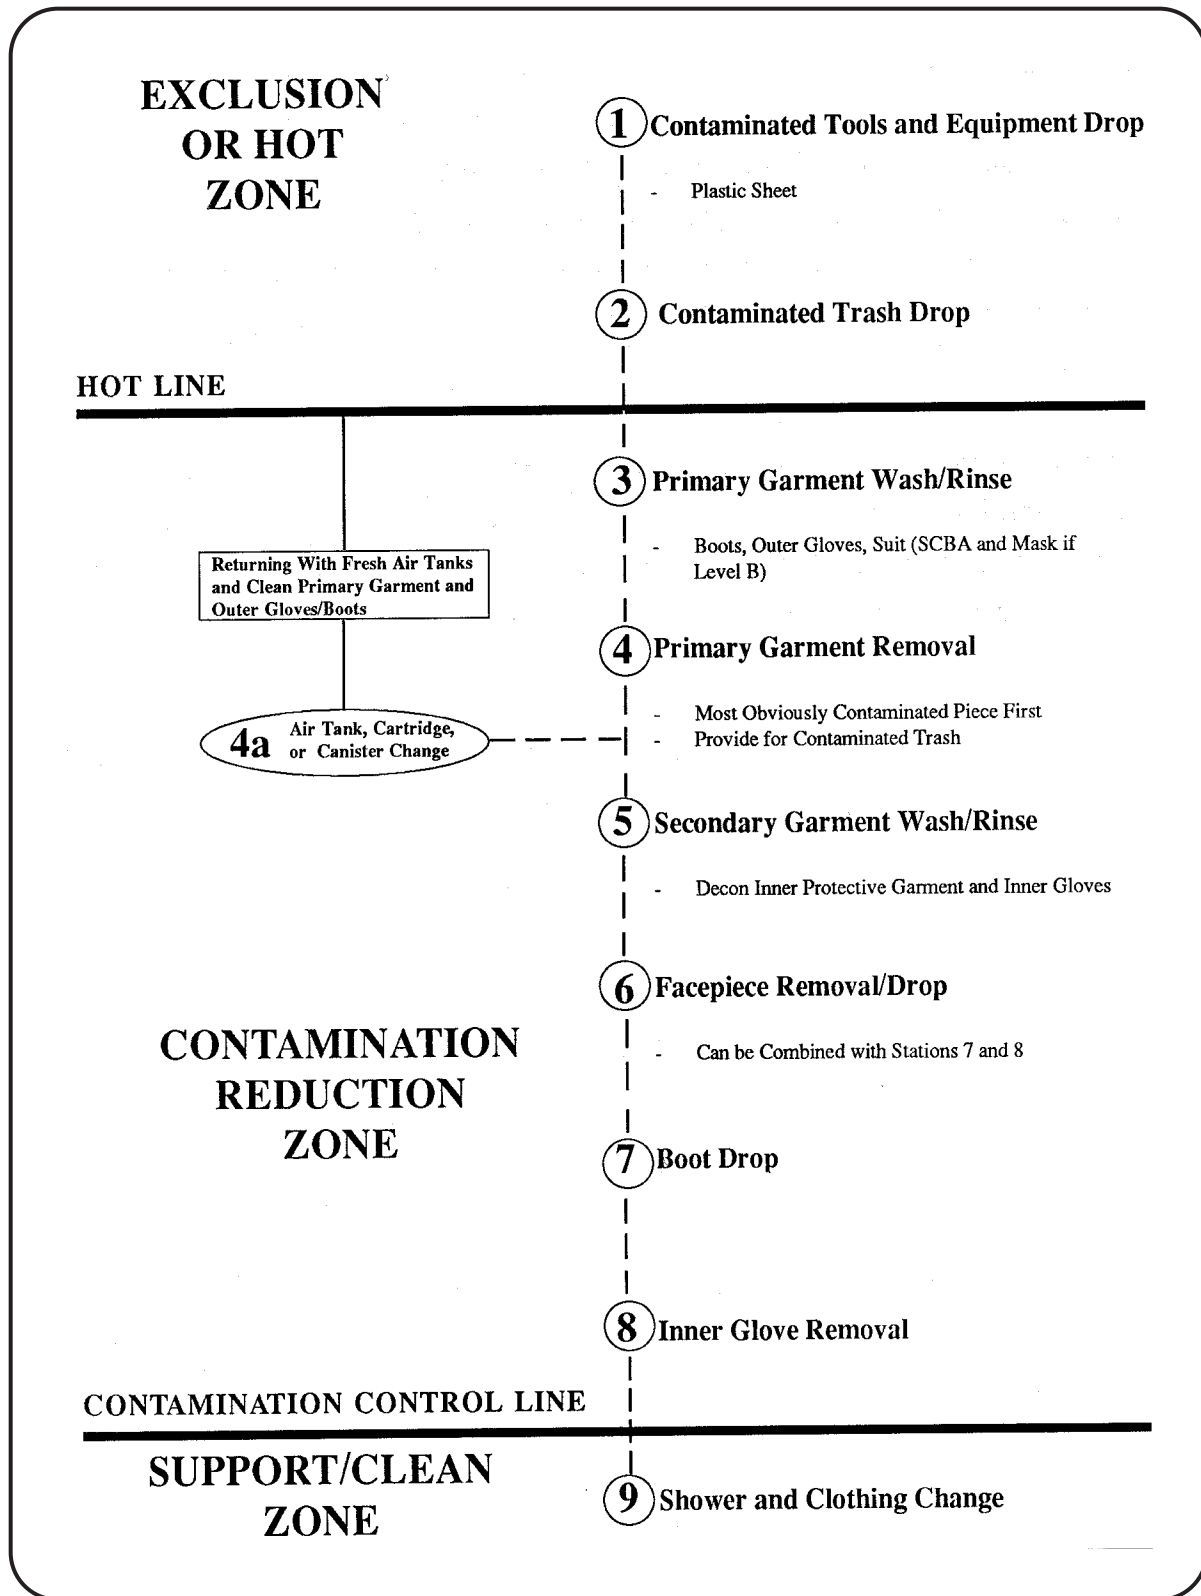 EXCLUSION
OR HOT
ZONE
1 Contaminated Tools and Equipment Drop
- Plastic Sheet
2 Contaminated Trash Drop
HOT LINE
3 Primary Garment Wash/Rinse
- Boots, Outer Gloves, Suit (SCBA and Mask if
Level B)
Returning With Fresh Air Tanks
and Clean Primary Garment and
Outer Gloves/Boots
4 Primary Garment Removal
- Most Obviously Contaminated Piece First
- Provide for Contaminated Trash
4a Air Tank, Cartridge,
or Canister Change
5 Secondary Garment Wash/Rinse
- Decon Inner Protective Garment and Inner Gloves
6 Facepiece Removal/Drop
- Can be Combined with Stations 7 and 8
CONTAMINATION
REDUCTION
ZONE
7 Boot Drop
8 Inner Glove Removal
CONTAMINATION CONTROL LINE
SUPPORT/CLEAN
ZONE
9 Shower and Clothing Change